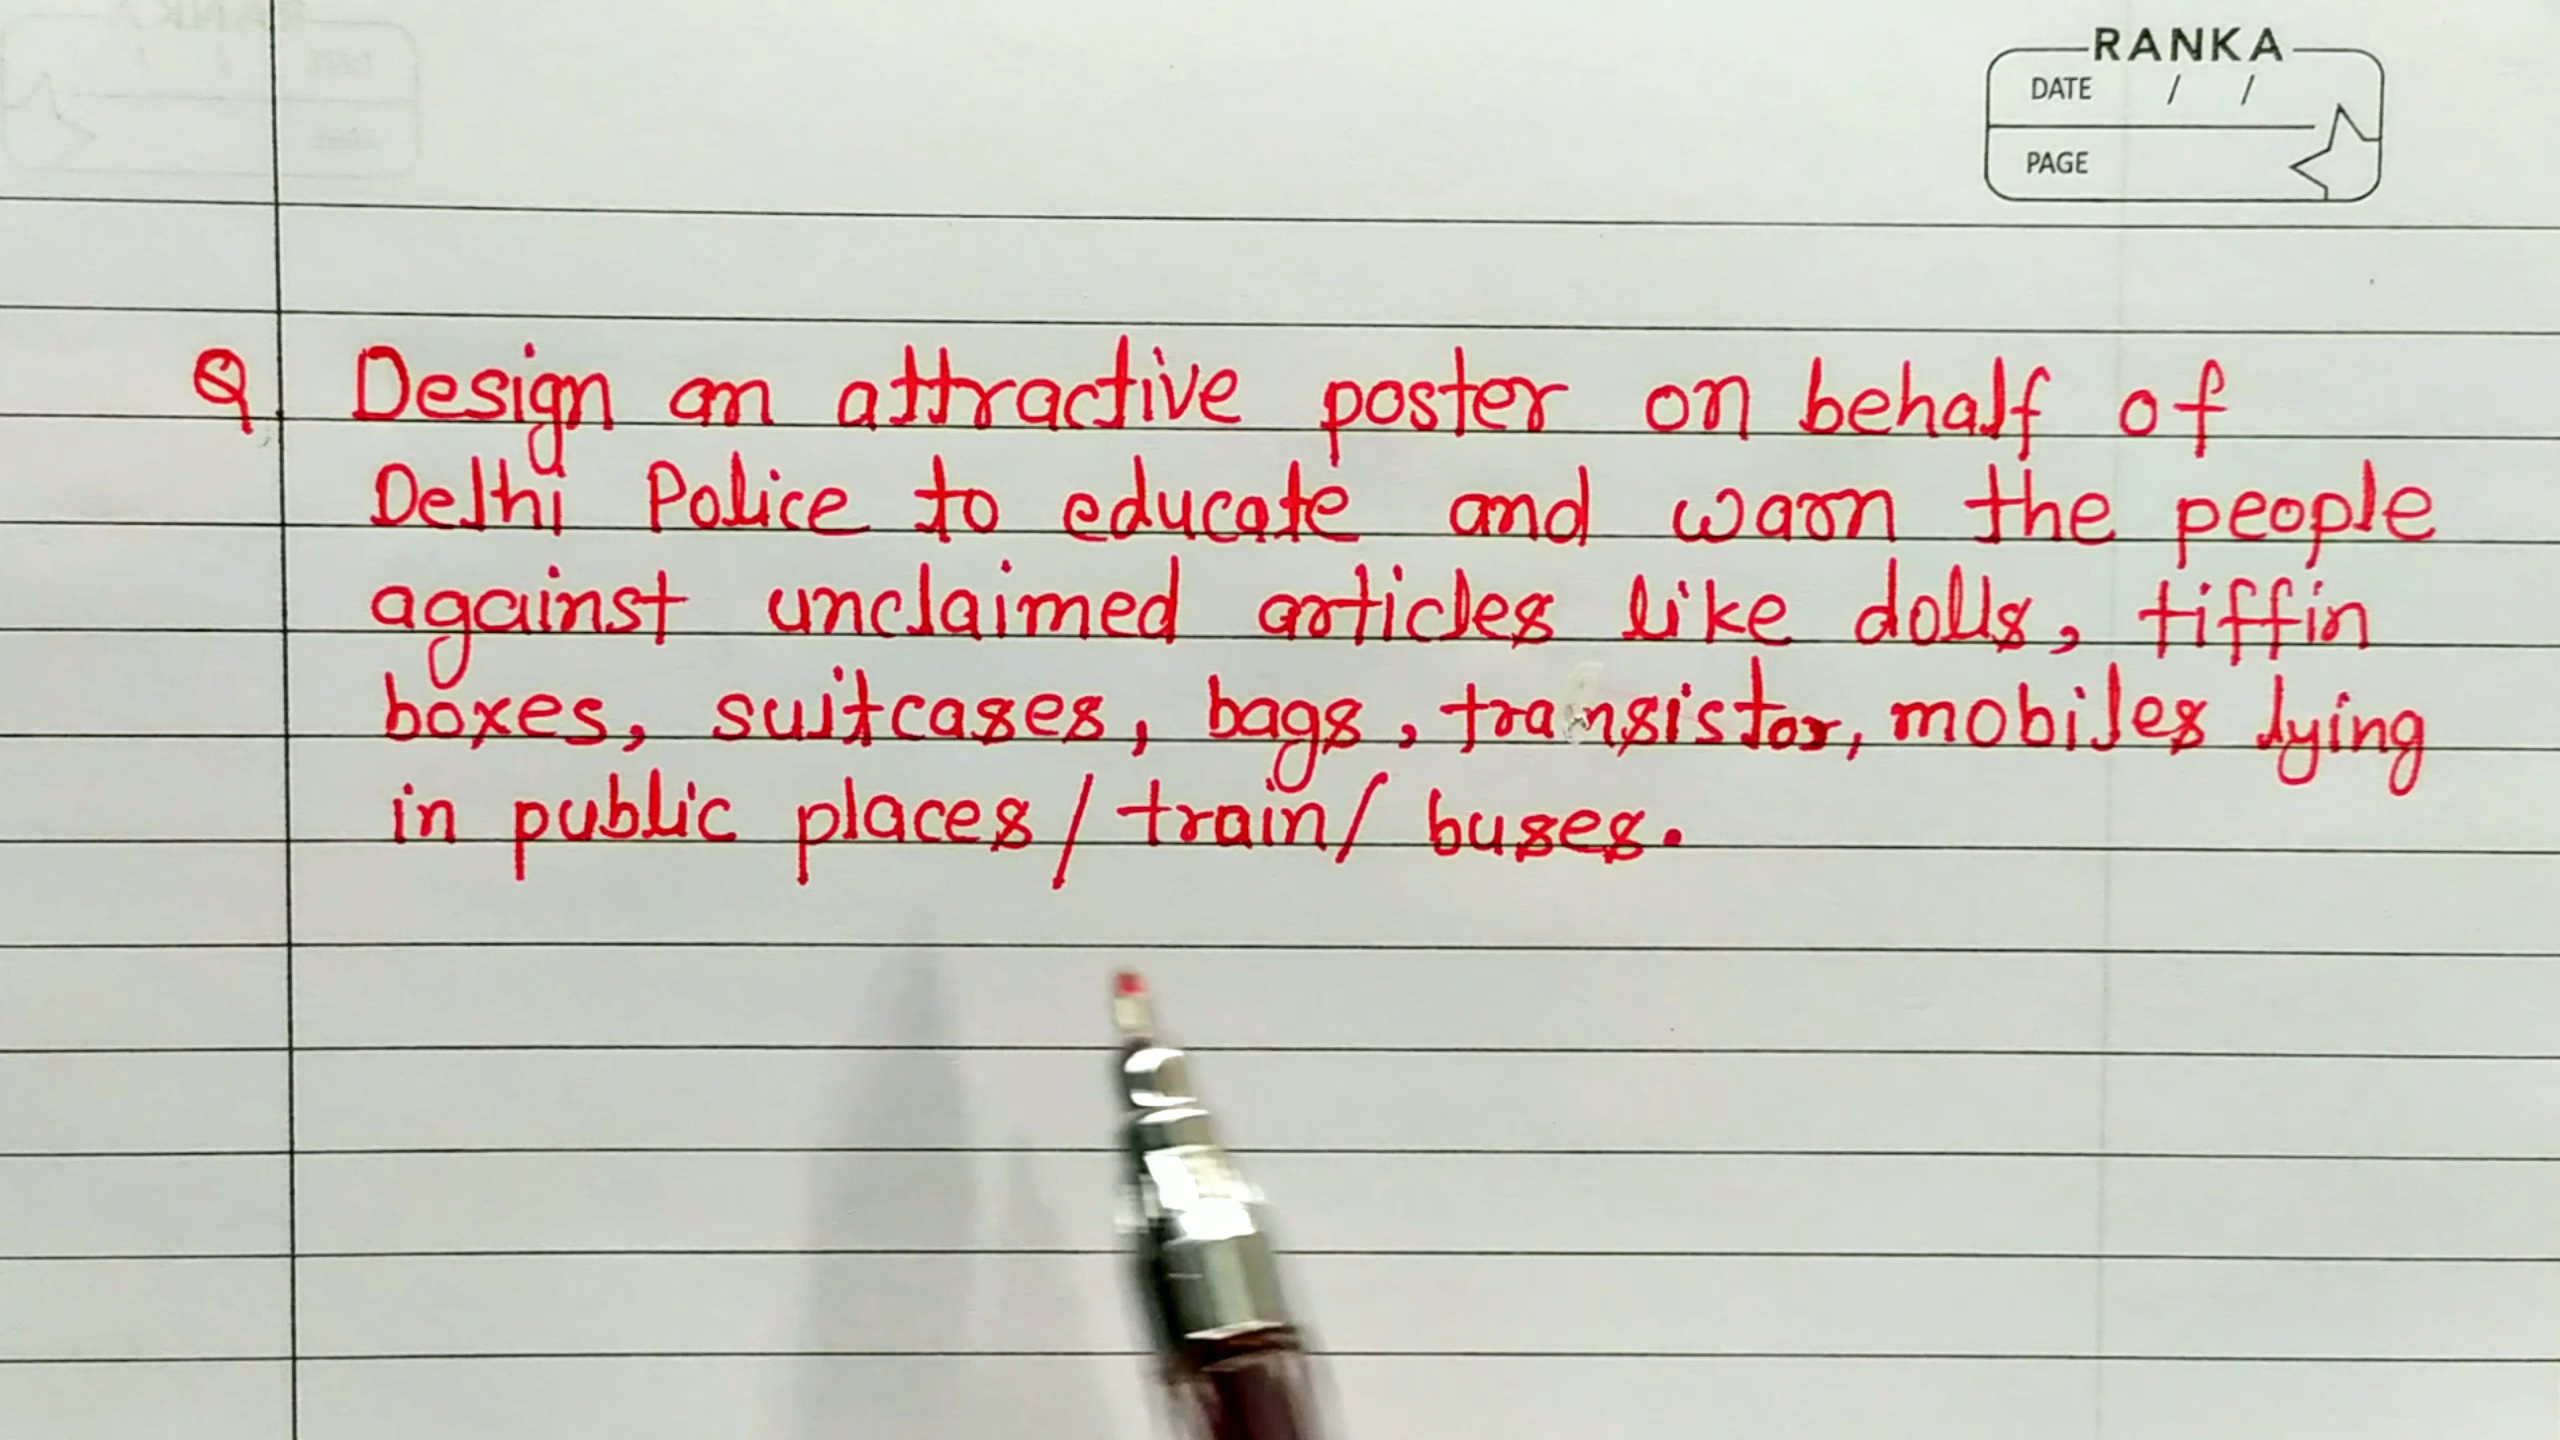 RANKA
DATE / /
PAGE
Q Design an attractive poster on behalf of
Delhi Police to educate and warn the people
against unclaimed articles like dolls, tiffin
boxes, suitcases, bags, transistor, mobiles lying
in public places/ train/ buses.